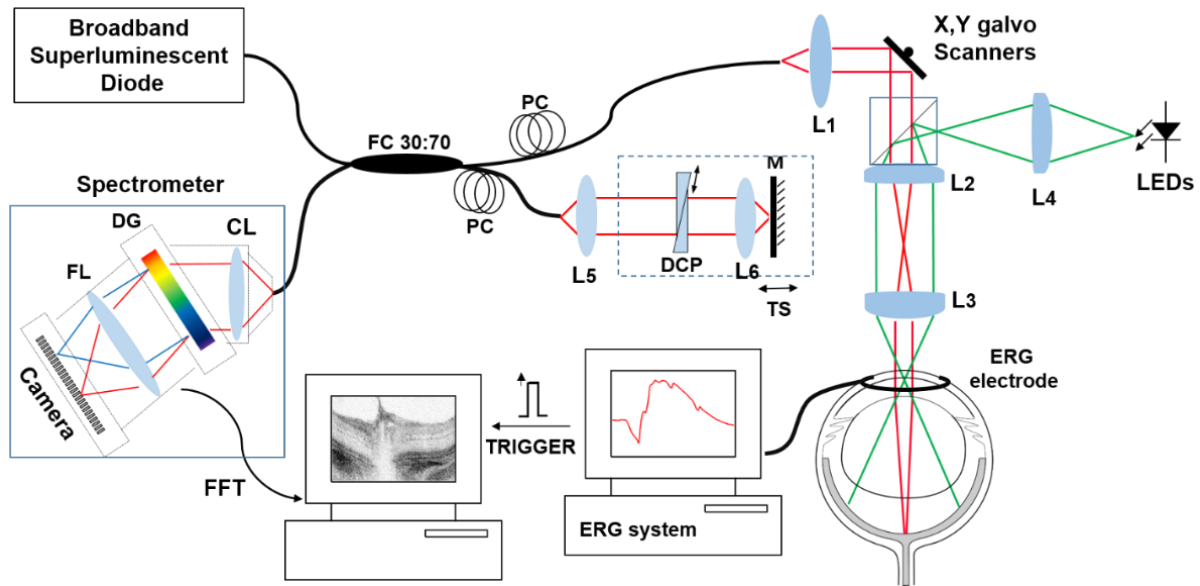 Broadband
Superluminescent
Diode
X,Y galvo
Scanners
PC
L1
FC 30:70
M
L2
L4
LEDs
Spectrometer
PC
DG
CL
L5
DCP
L6
TS
FL
L3
Camera
ERG
electrode
TRIGGER
FFT
ERG system